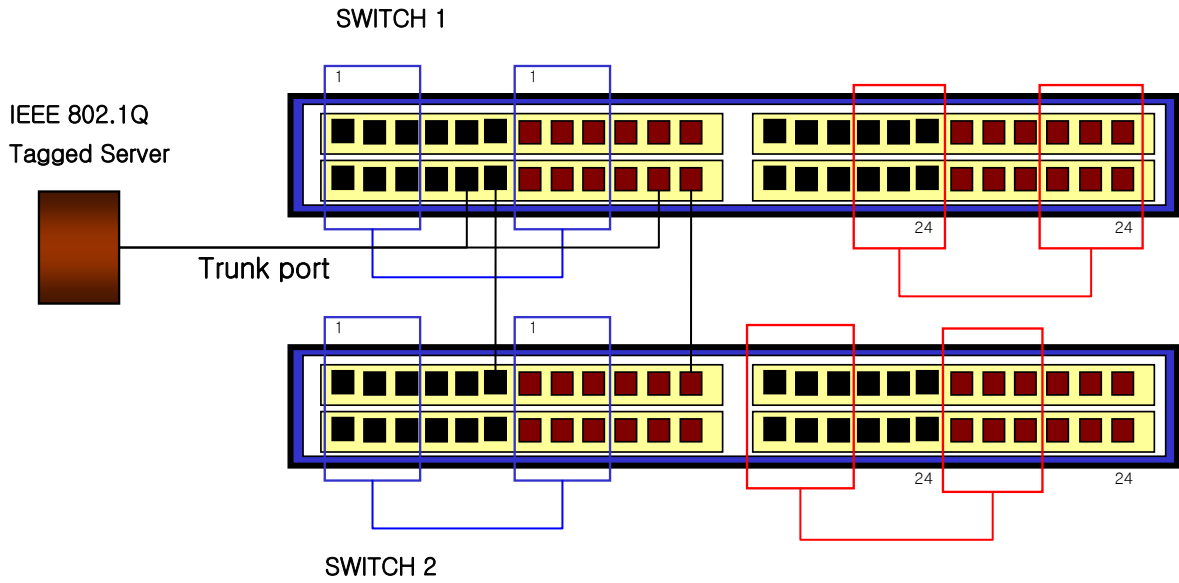 SWITCH 1
1 1
IEEE 802.1Q
Tagged Server
24 24
Trunk port
1 1
24 24
SWITCH 2